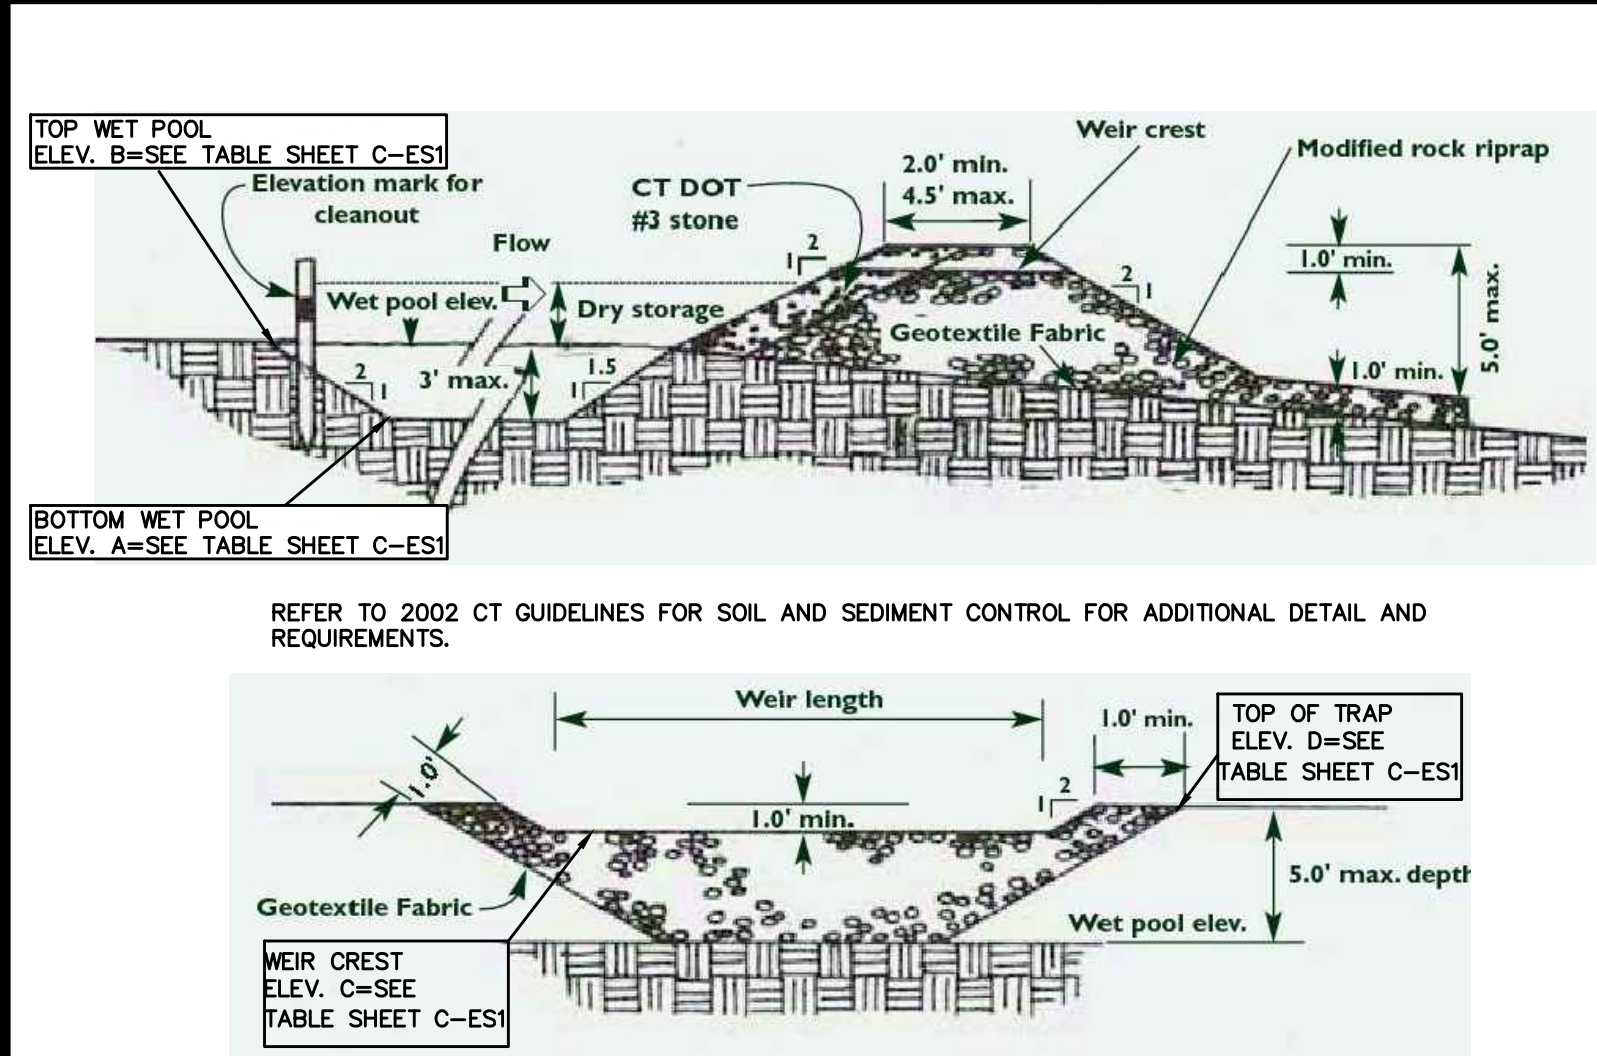 TOP WET POOL
ELEV. B=SEE TABLE SHEET C-ES1
Elevation mark for
cleanout
Flow
CT DOT
#3 stone
2.0' min.
4.5' max.
Weir crest
Modified rock riprap
2
1
1.0' min.
2
1
Wet pool elev.
Dry storage
Geotextile Fabric
5.0' max.
2
1
3' max.
1.5
1
1.0' min.
BOTTOM WET POOL
ELEV. A=SEE TABLE SHEET C-ES1
REFER TO 2002 CT GUIDELINES FOR SOIL AND SEDIMENT CONTROL FOR ADDITIONAL DETAIL AND
REQUIREMENTS.
Weir length
1.0' min.
TOP OF TRAP
ELEV. D=SEE
TABLE SHEET C-ES1
1.0'
2
1
1.0' min.
5.0' max. depth
Geotextile Fabric
Wet pool elev.
WEIR CREST
ELEV. C=SEE
TABLE SHEET C-ES1